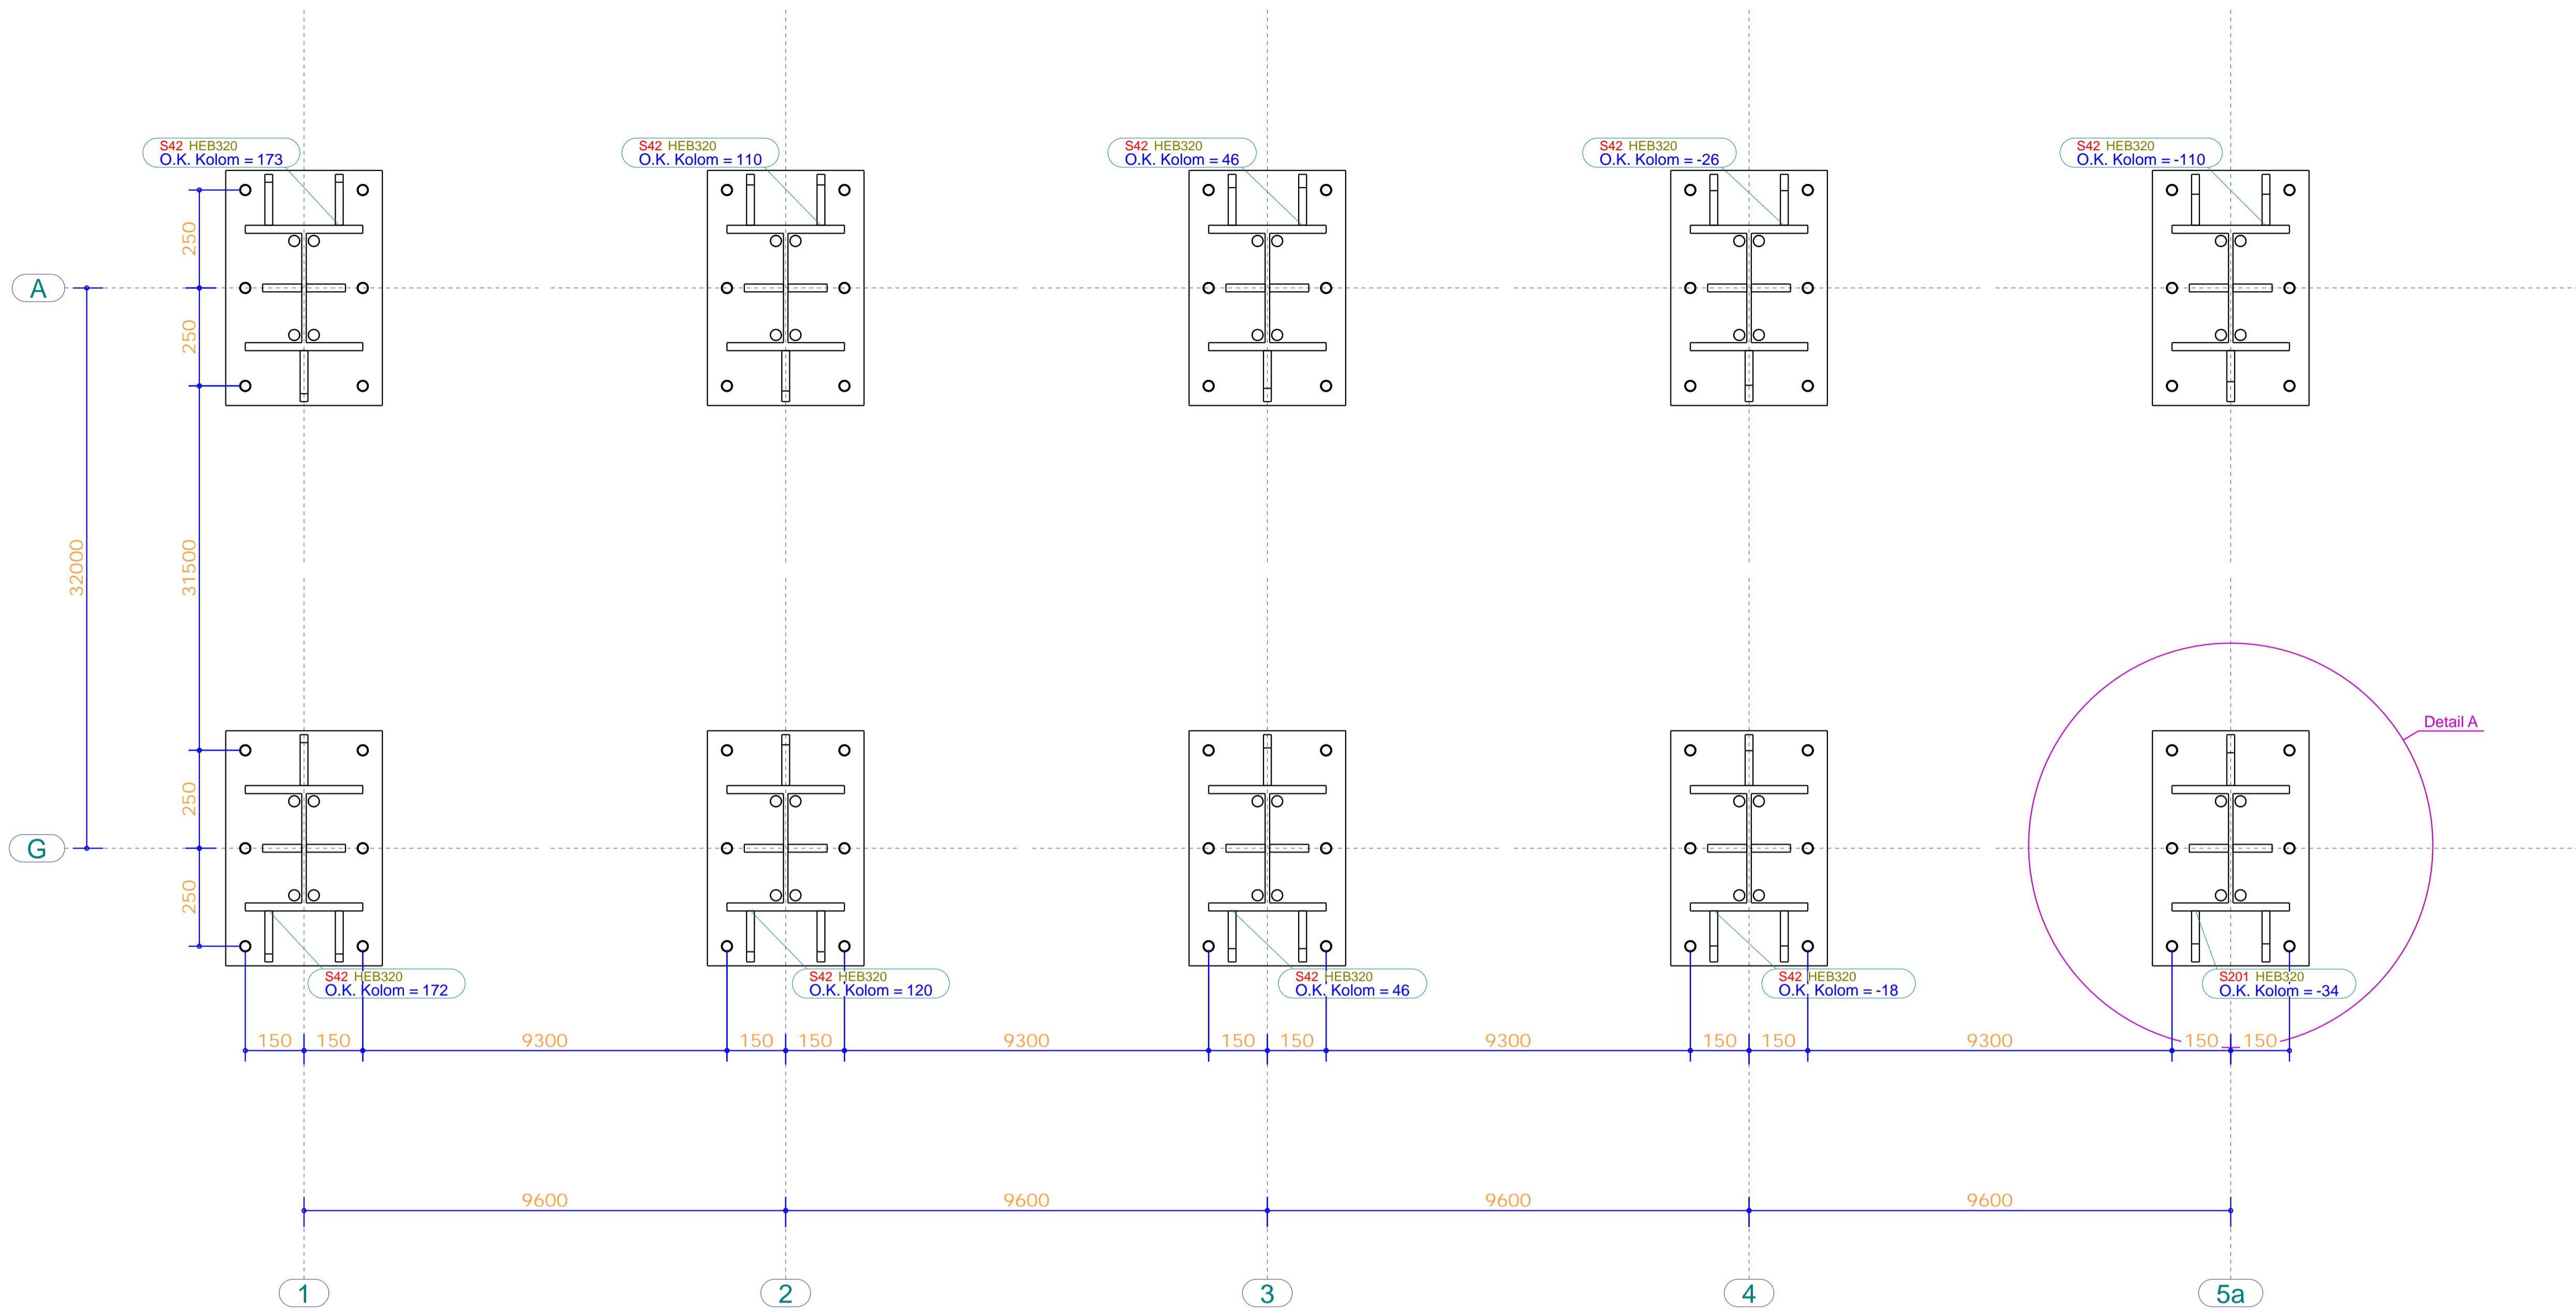 S42 HEB320
O.K. Kolom = 173
S42 HEB320
O.K. Kolom = 110
S42 HEB320
O.K. Kolom = 46
S42 HEB320
O.K. Kolom = -26
S42 HEB320
O.K. Kolom = -110
250
A
250
32000
31500
Detail A
250
G
250
S42 HEB320
O.K. Kolom = 172
S42 HEB320
O.K. Kolom = 120
S42 HEB320
O.K. Kolom = 46
S42 HEB320
O.K. Kolom = -18
S201 HEB320
O.K. Kolom = -34
150 150 9300 150 150 9300 150 150 9300 150 150 9300 150 150
9600 9600 9600 9600
1 2 3 4 5a